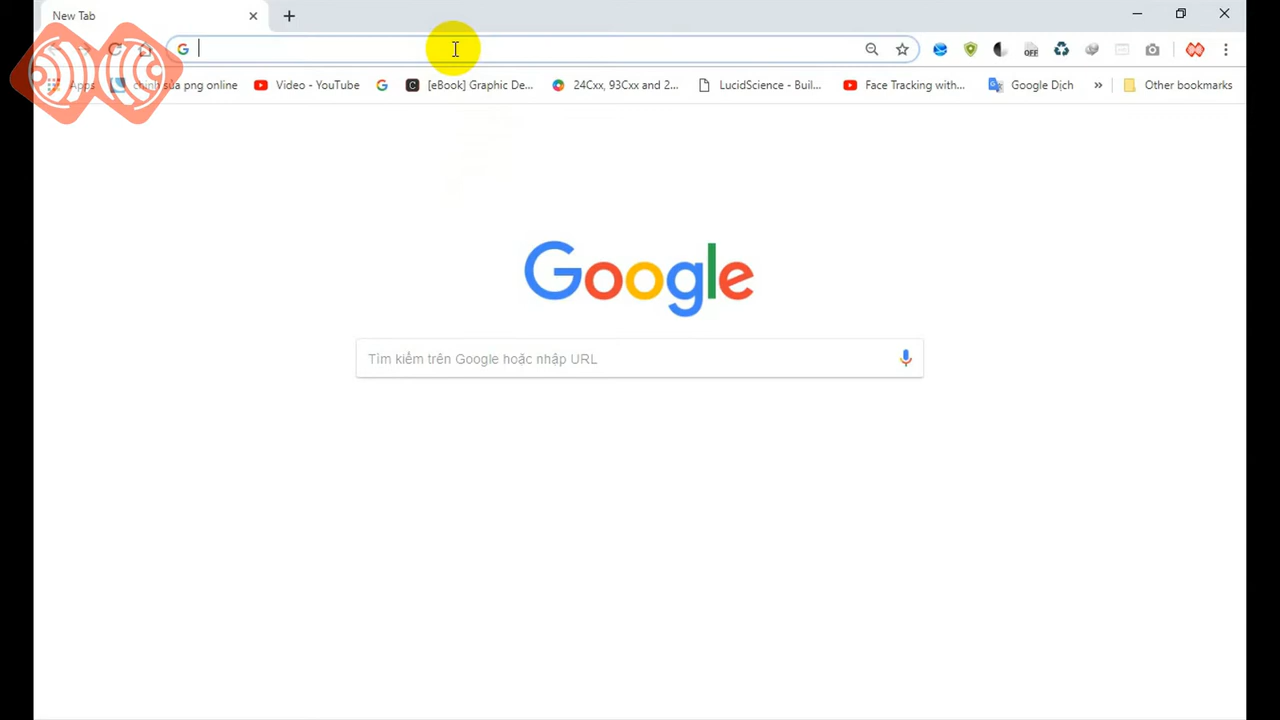 New Tab
OFF
Apps
chỉnh sửa png online
Video - YouTube
[eBook] Graphic De...
24Cxx, 93Cxx and 2...
LucidScience - Buil...
Face Tracking with...
Google Dịch
»
Other bookmarks
Google
Tìm kiếm trên Google hoặc nhập URL